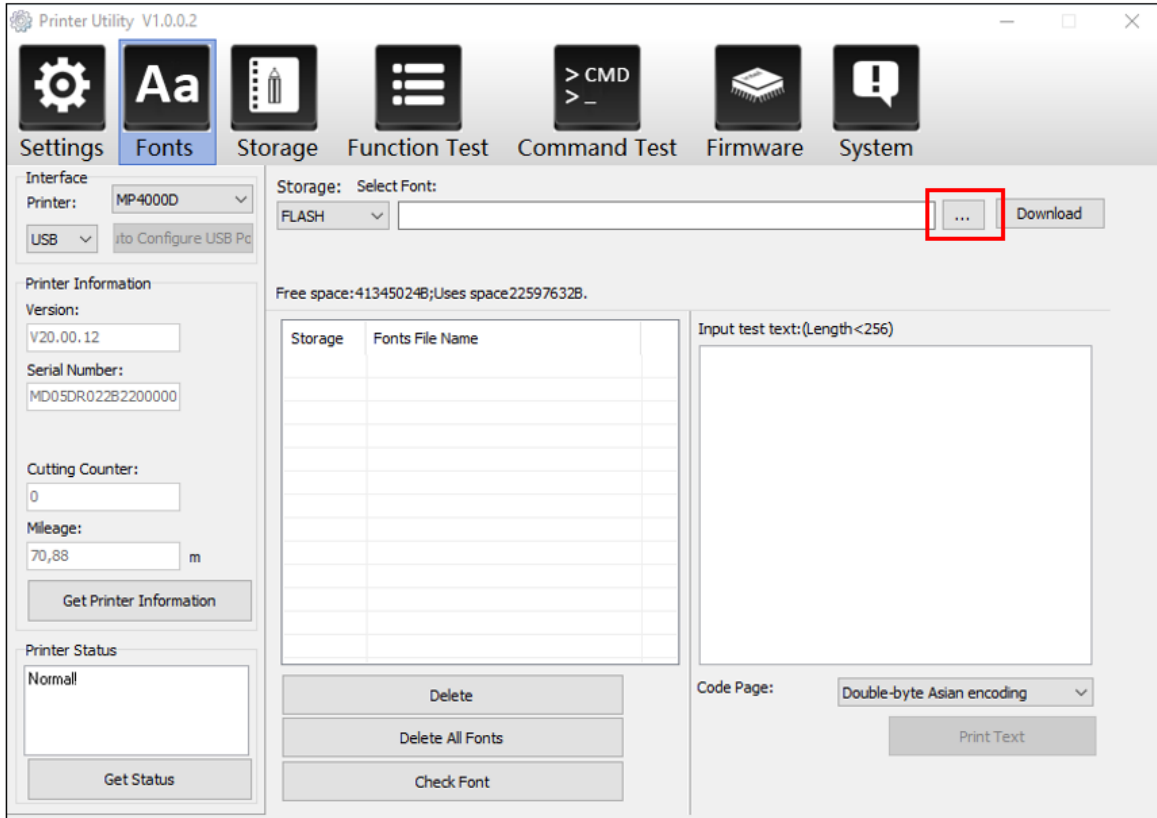 Printer Utility V1.0.0.2
Aa
> CMD
> _
Settings Fonts Storage Function Test Command Test Firmware System
Interface
Printer: MP4000D
USB
ito Configure USB Po
Printer Information
Version:
V20.00.12
Serial Number:
MD05DR022B2200000
Cutting Counter:
0
Mileage:
70,88 m
Get Printer Information
Printer Status
Normal!
Get Status
Storage: Select Font:
FLASH ... Download
Free space:41345024B;Uses space22597632B.
Storage Fonts File Name
Delete
Delete All Fonts
Check Font
Input test text:(Length<256)
Code Page: Double-byte Asian encoding
Print Text